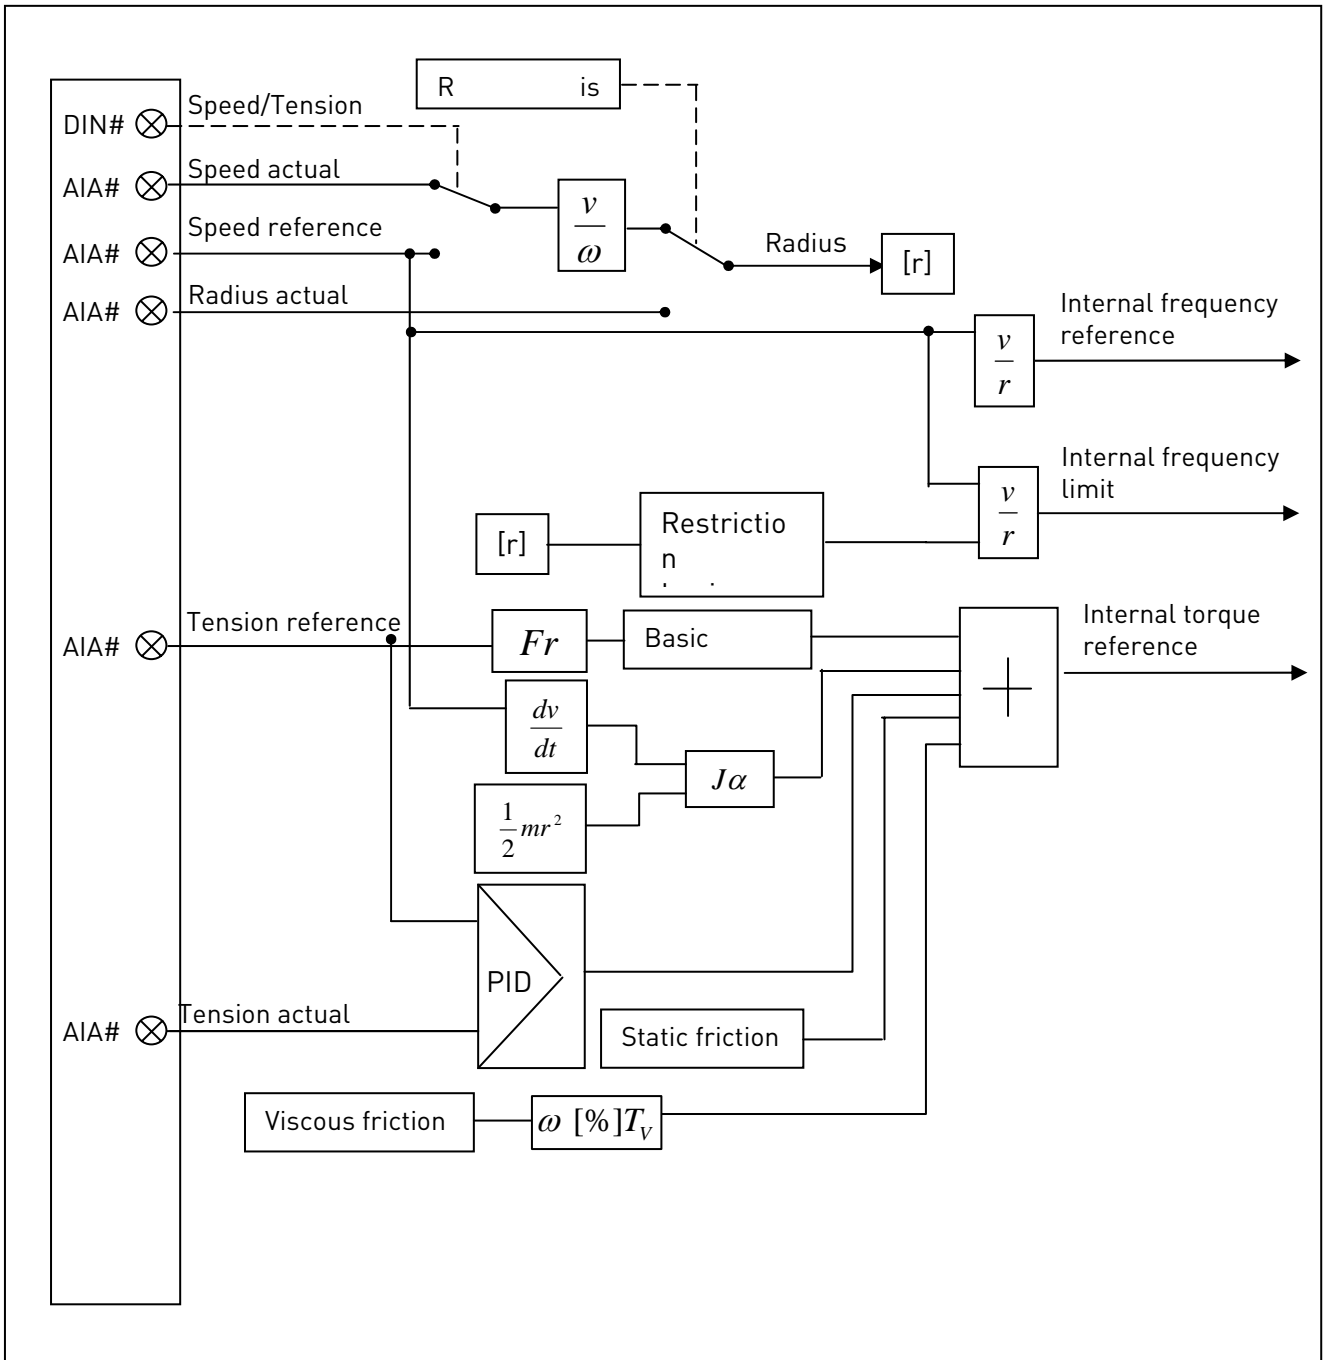 R is
DIN# Speed/Tension
AIA# Speed actual
AIA# Speed reference
AIA# Radius actual
v
ω
Radius
[r]
Internal frequency
reference
v
r
Internal frequency
limit
v
r
[r]
Restrictio
n
AIA# Tension reference
Fr
Basic
+
Internal torque
reference
dv
dt
Jα
1
2 mr²
PID
AIA# Tension actual
Static friction
Viscous friction
ω [%]T_V